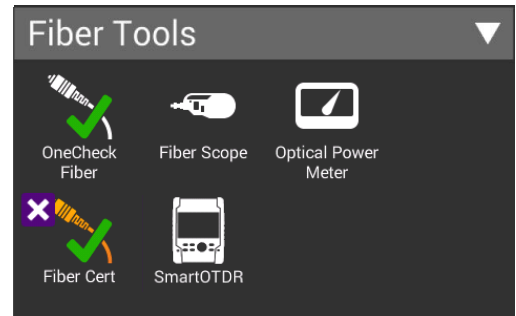 Fiber Tools
OneCheck
Fiber
Fiber Scope
Optical Power
Meter
Fiber Cert
SmartOTDR